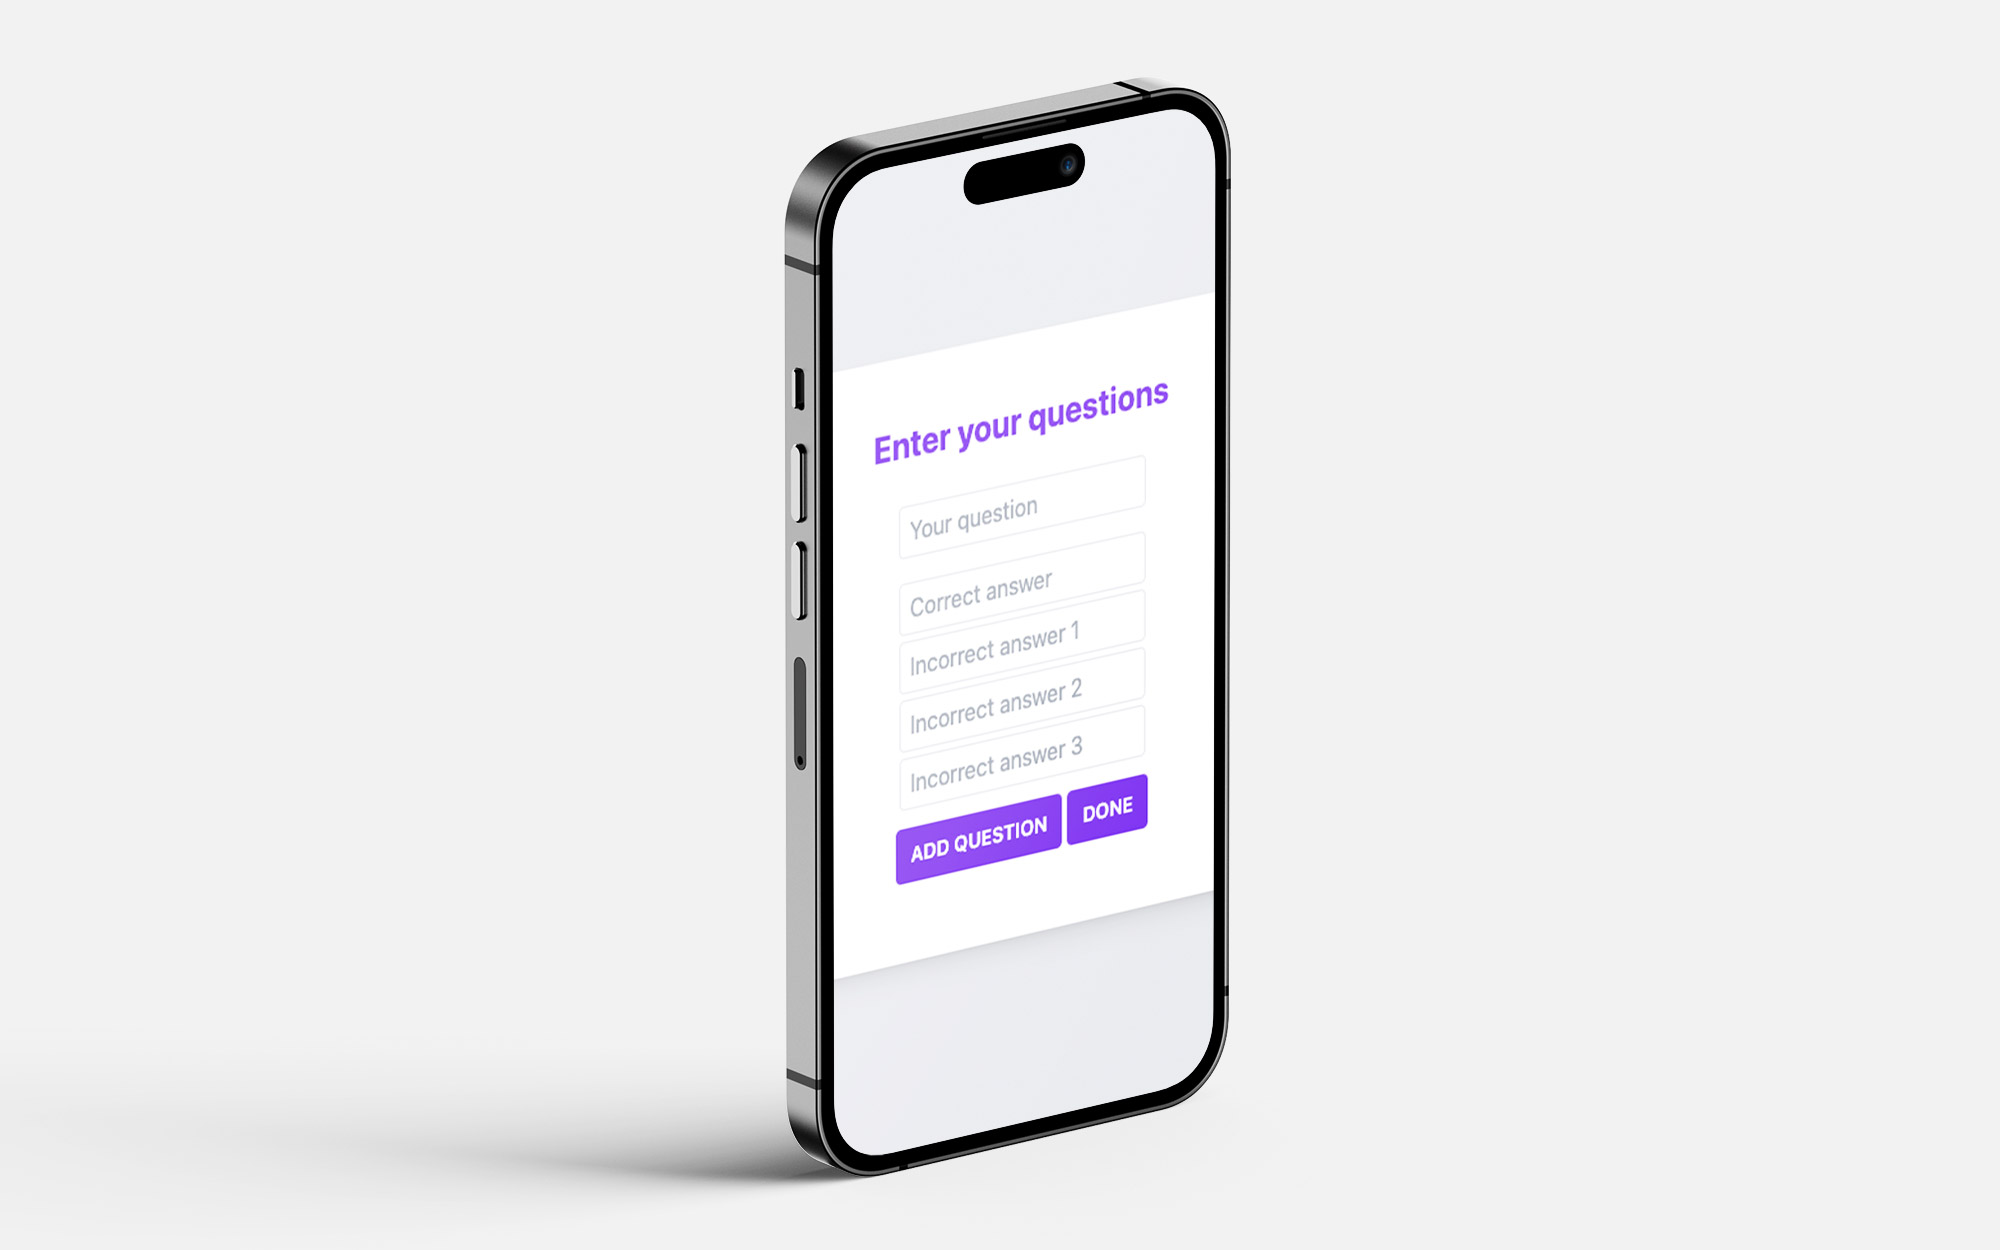 Enter your questions
Your question
Correct answer
Incorrect answer 1
Incorrect answer 2
Incorrect answer 3
ADD QUESTION DONE